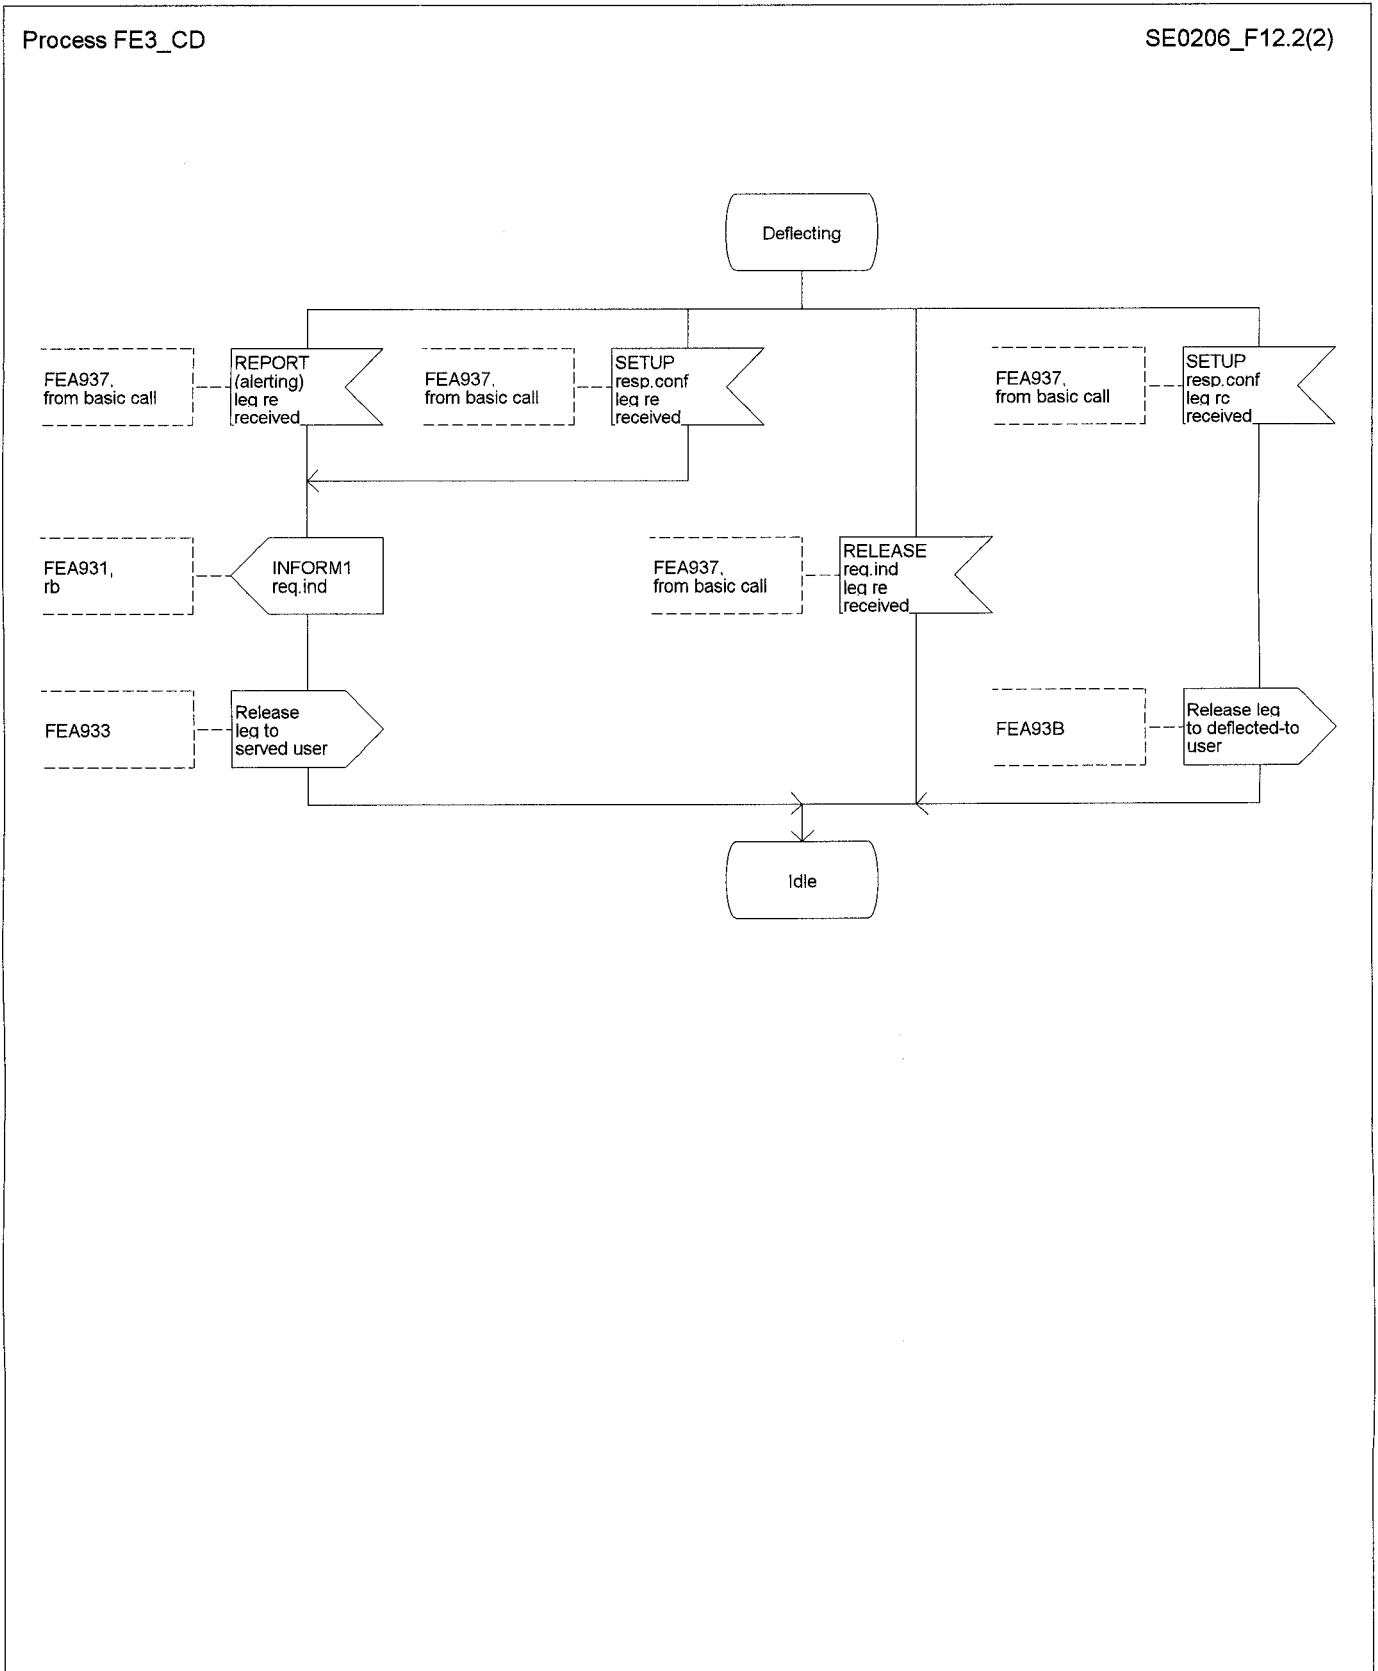 Process FE3_CD
SE0206_F12.2(2)
Deflecting
FEA937,
from basic call
REPORT
(alerting)
leg re
received
FEA937,
from basic call
SETUP
resp.conf
leg re
received
FEA937,
from basic call
SETUP
resp.conf
leg rc
received
FEA931,
rb
INFORM1
req.ind
FEA937,
from basic call
RELEASE
req.ind
leg re
received
FEA933
Release
leg to
served user
FEA93B
Release leg
to deflected-to
user
Idle